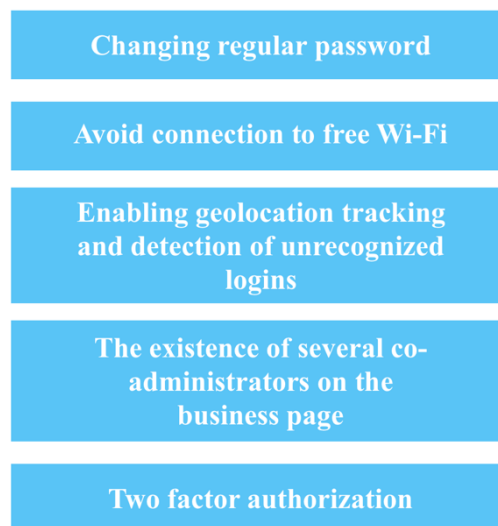 Changing regular password
Avoid connection to free Wi-Fi
Enabling geolocation tracking
and detection of unrecognized
logins
The existence of several co-
administrators on the
business page
Two factor authorization